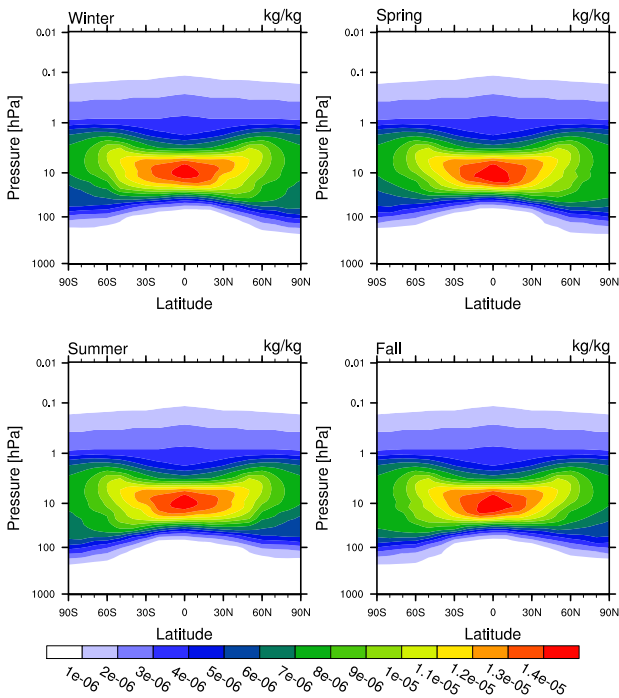 Winter kg/kg Spring kg/kg
0.01 0.01
0.1 0.1
1 1
10 10
100 100
1000 1000
Pressure [hPa] Pressure [hPa]
90S 60S 30S 0 30N 60N 90N 90S 60S 30S 0 30N 60N 90N
Latitude Latitude
Summer kg/kg Fall kg/kg
0.01 0.01
0.1 0.1
1 1
10 10
100 100
1000 1000
Pressure [hPa] Pressure [hPa]
90S 60S 30S 0 30N 60N 90N 90S 60S 30S 0 30N 60N 90N
Latitude Latitude
1e-06 2e-06 3e-06 4e-06 5e-06 6e-06 7e-06 8e-06 9e-06 1e-05 1.1e-05 1.2e-05 1.3e-05 1.4e-05